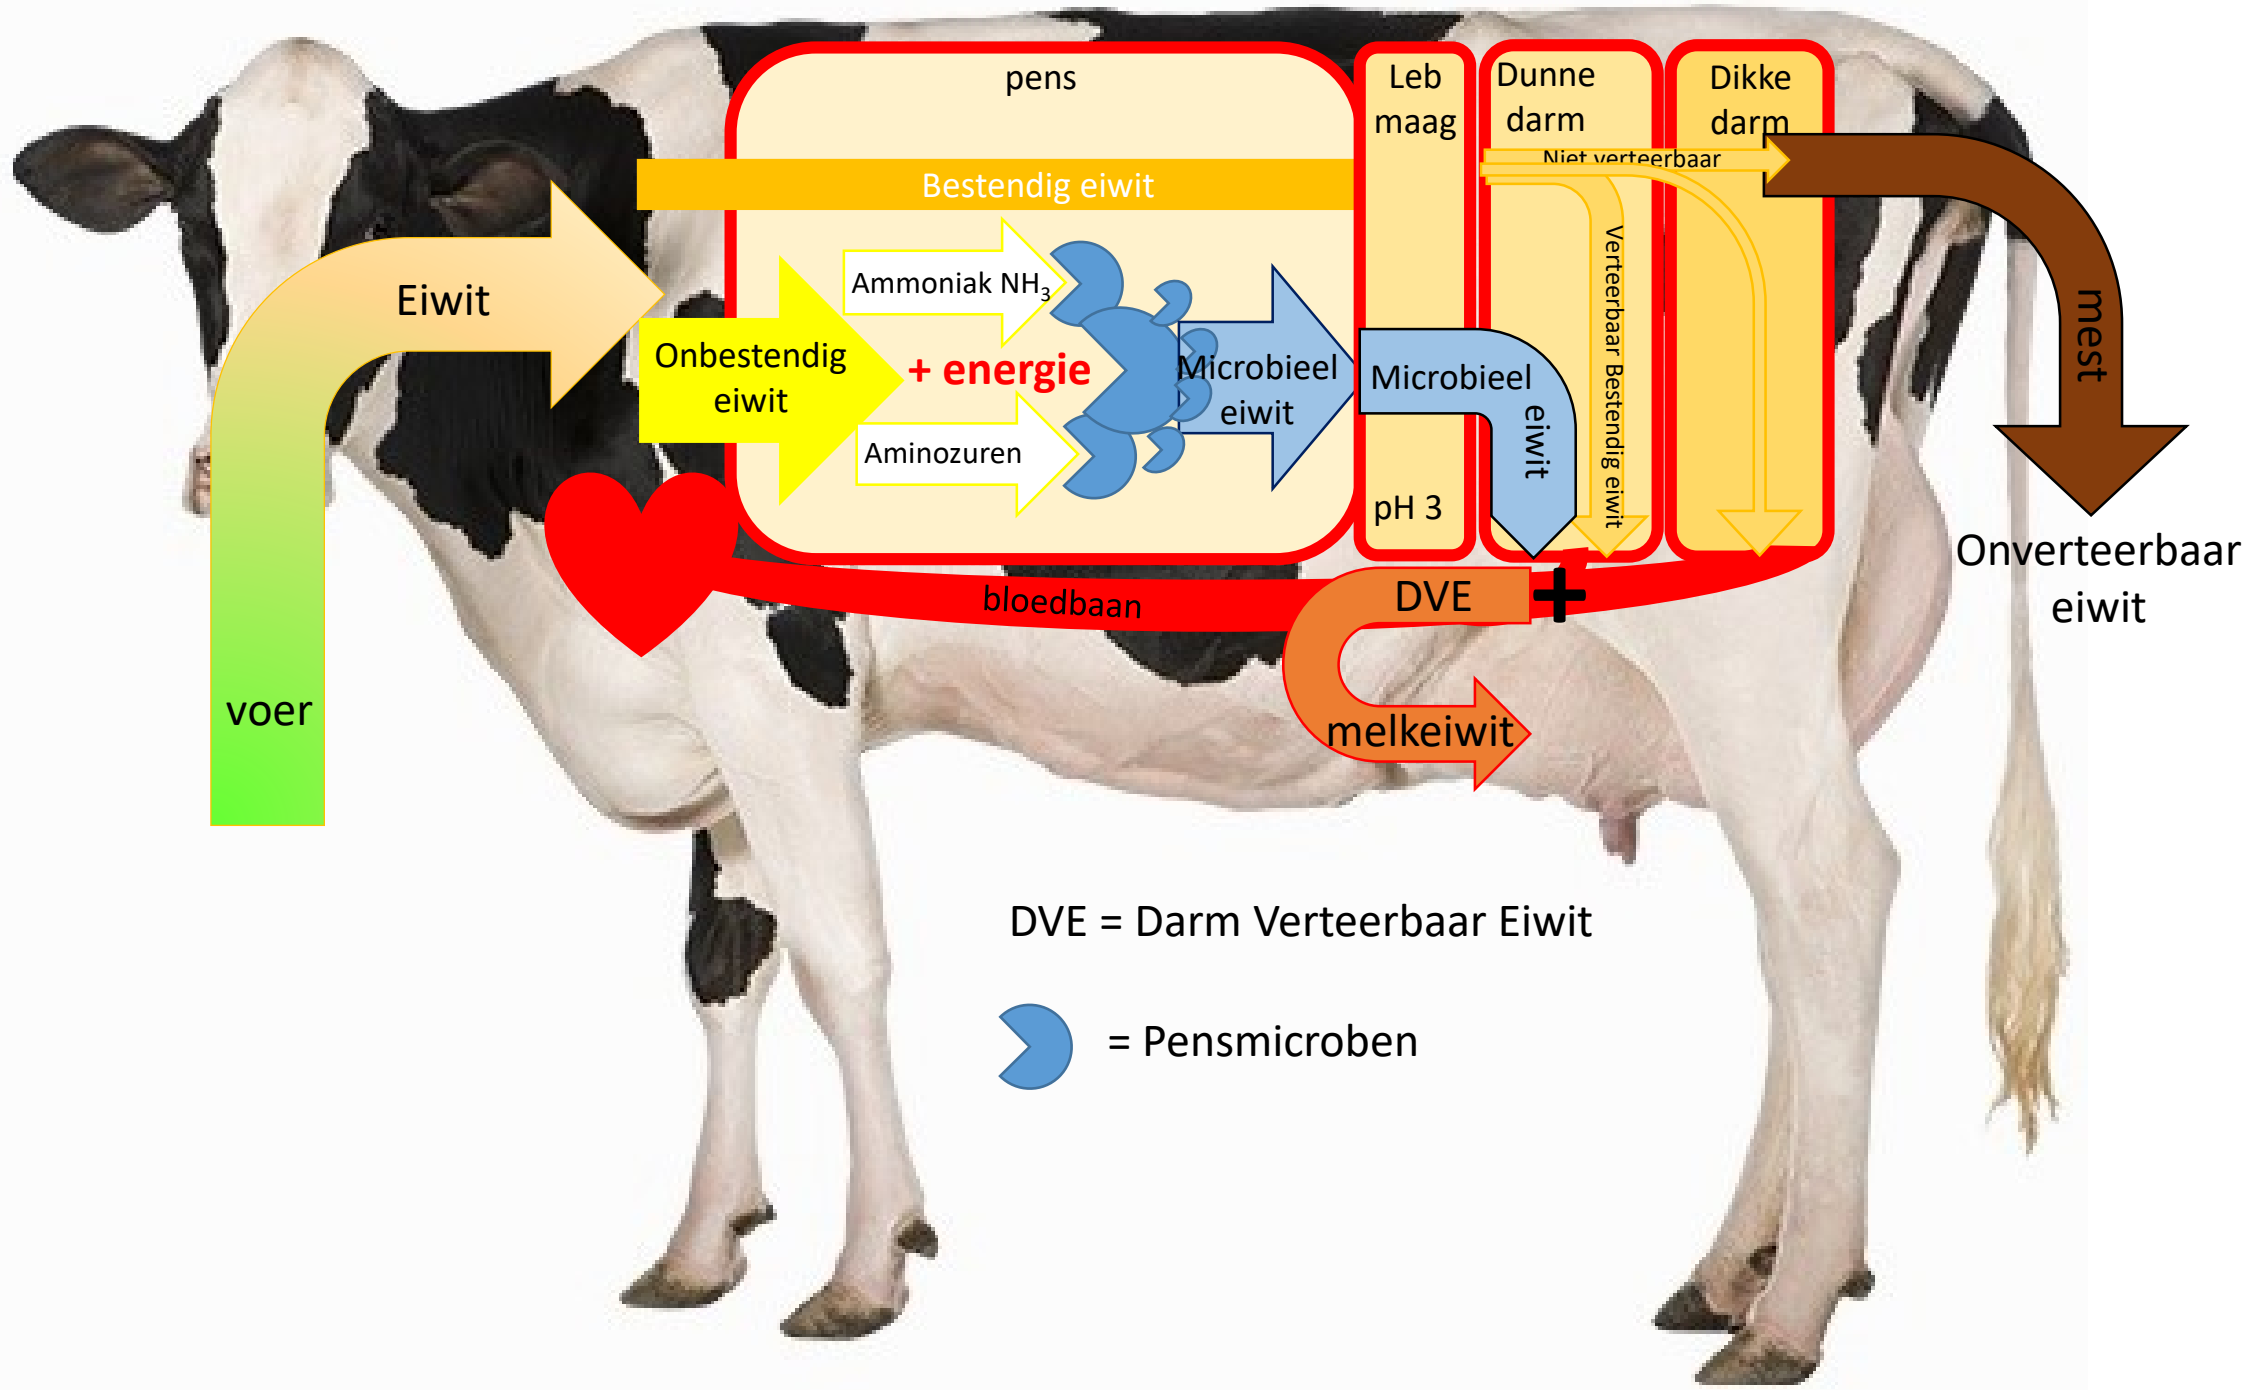 pens
Leb
maag
Dunne
darm
Dikke
darm
Niet verteerbaar
Bestendig eiwit
Eiwit
Ammoniak NH₃
Onbestendig
eiwit
+ energie
Aminozuren
Microbieel
eiwit
Microbieel
eiwit
Verteerbaar Bestendig eiwit
pH 3
mest
Onverteerbaar
eiwit
bloedbaan
DVE
+
melkeiwit
voer
DVE = Darm Verteerbaar Eiwit
= Pensmicroben